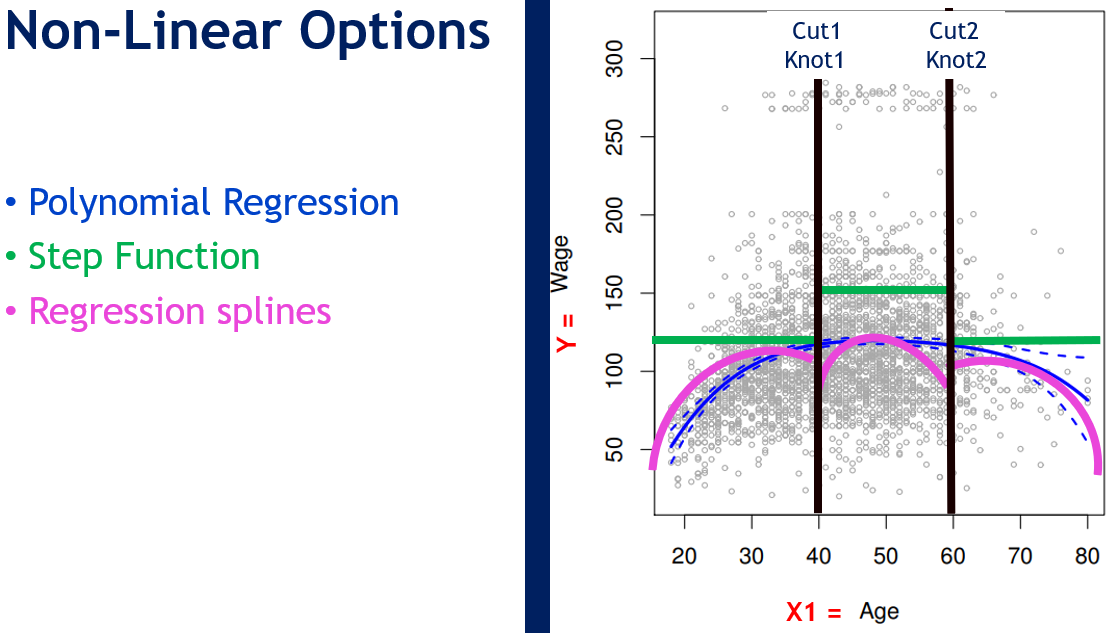 Non-Linear Options
• Polynomial Regression
• Step Function
• Regression splines
Cut1
Knot1
Cut2
Knot2
300
250
200
150
100
50
Y = Wage
20 30 40 50 60 70 80
X1 = Age